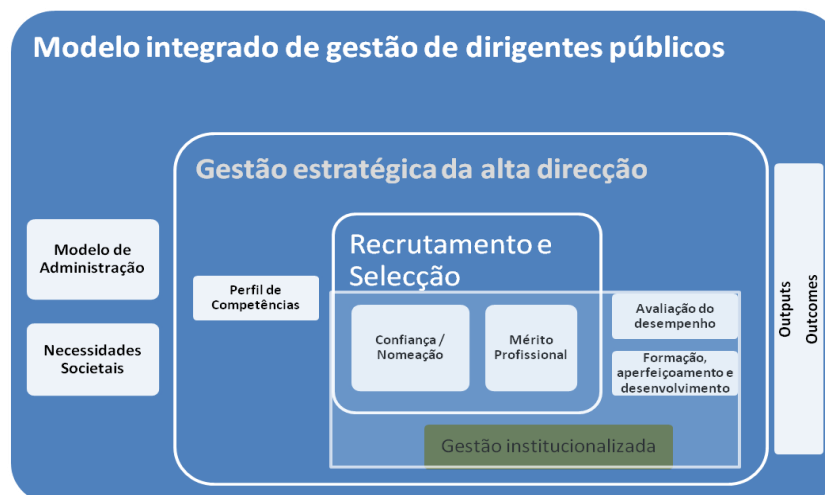 Modelo integrado de gestão de dirigentes públicos
Gestão estratégica da alta direcção
Modelo de
Administração
Necessidades
Societais
Perfil de
Competências
Recrutamento e
Selecção
Confiança /
Nomeação
Mérito
Profissional
Avaliação do
desempenho
Formação,
aperfeiçoamento e
desenvolvimento
Gestão institucionalizada
Outputs
Outcomes